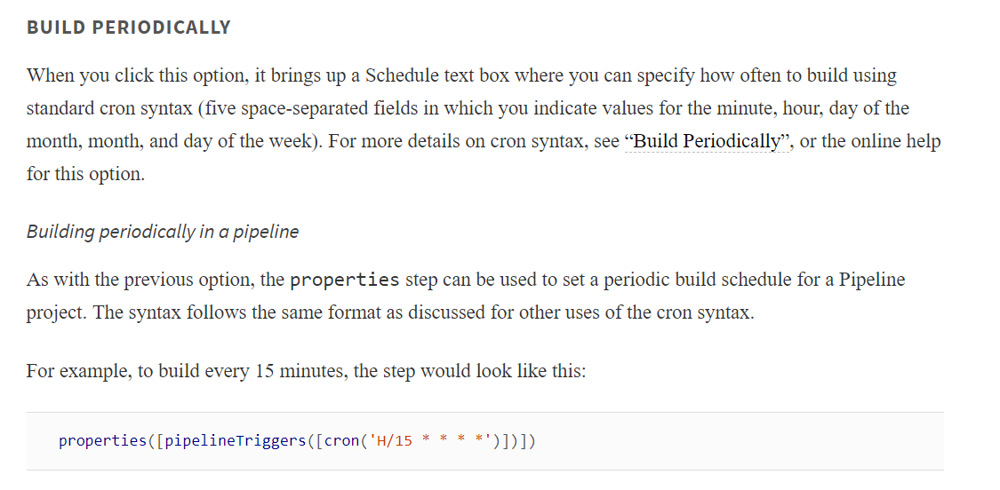 BUILD PERIODICALLY
When you click this option, it brings up a Schedule text box where you can specify how often to build using
standard cron syntax (five space-separated fields in which you indicate values for the minute, hour, day of the
month, month, and day of the week). For more details on cron syntax, see “Build Periodically”, or the online help
for this option.
Building periodically in a pipeline
As with the previous option, the properties step can be used to set a periodic build schedule for a Pipeline
project. The syntax follows the same format as discussed for other uses of the cron syntax.
For example, to build every 15 minutes, the step would look like this:
properties([pipelineTriggers([cron('H/15 * * * *')])])